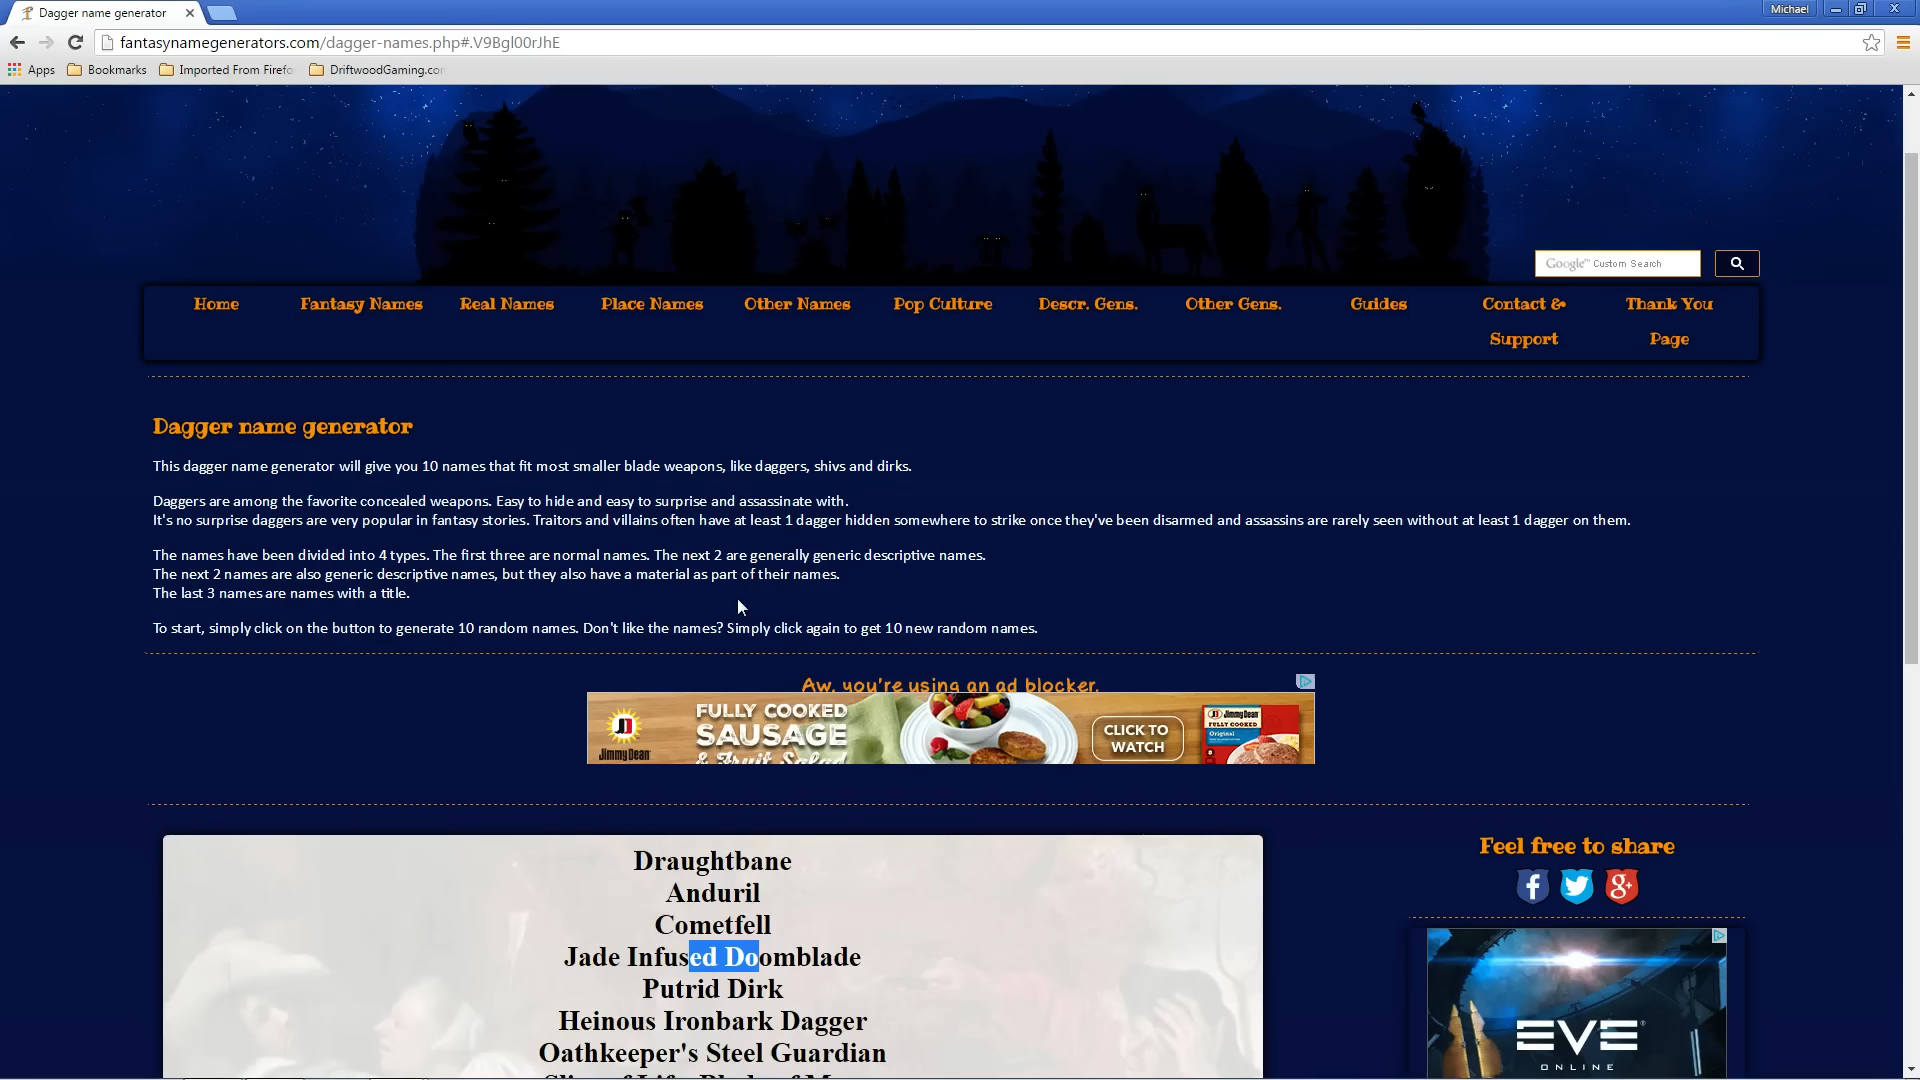 Dagger name generator
Michael
fantasynamegenerators.com/dagger-names.php#.V9Bgl00rJhE
Apps
Bookmarks
Imported From Firefo
DriftwoodGaming.con
Google™ Custom Search
Home
Fantasy Names
Real Names
Place Names
Other Names
Pop Culture
Descr. Gens.
Other Gens.
Guides
Contact &
Support
Thank You
Page
Dagger name generator
This dagger name generator will give you 10 names that fit most smaller blade weapons, like daggers, shivs and dirks.
Daggers are among the favorite concealed weapons. Easy to hide and easy to surprise and assassinate with.
It's no surprise daggers are very popular in fantasy stories. Traitors and villains often have at least 1 dagger hidden somewhere to strike once they've been disarmed and assassins are rarely seen without at least 1 dagger on them.
The names have been divided into 4 types. The first three are normal names. The next 2 are generally generic descriptive names.
The next 2 names are also generic descriptive names, but they also have a material as part of their names.
The last 3 names are names with a title.
To start, simply click on the button to generate 10 random names. Don't like the names? Simply click again to get 10 new random names.
Aw, you're using an ad blocker.
JD
Jimmy Dean
FULLY COOKED
SAUSAGE
& Fruit Salad
CLICK TO
WATCH
Jimmy Dean
FULLY COOKED
Original
Draughtbane
Anduril
Cometfell
Jade Infused Doomblade
Putrid Dirk
Heinous Ironbark Dagger
Oathkeeper's Steel Guardian
Feel free to share
EVE
ONLINE